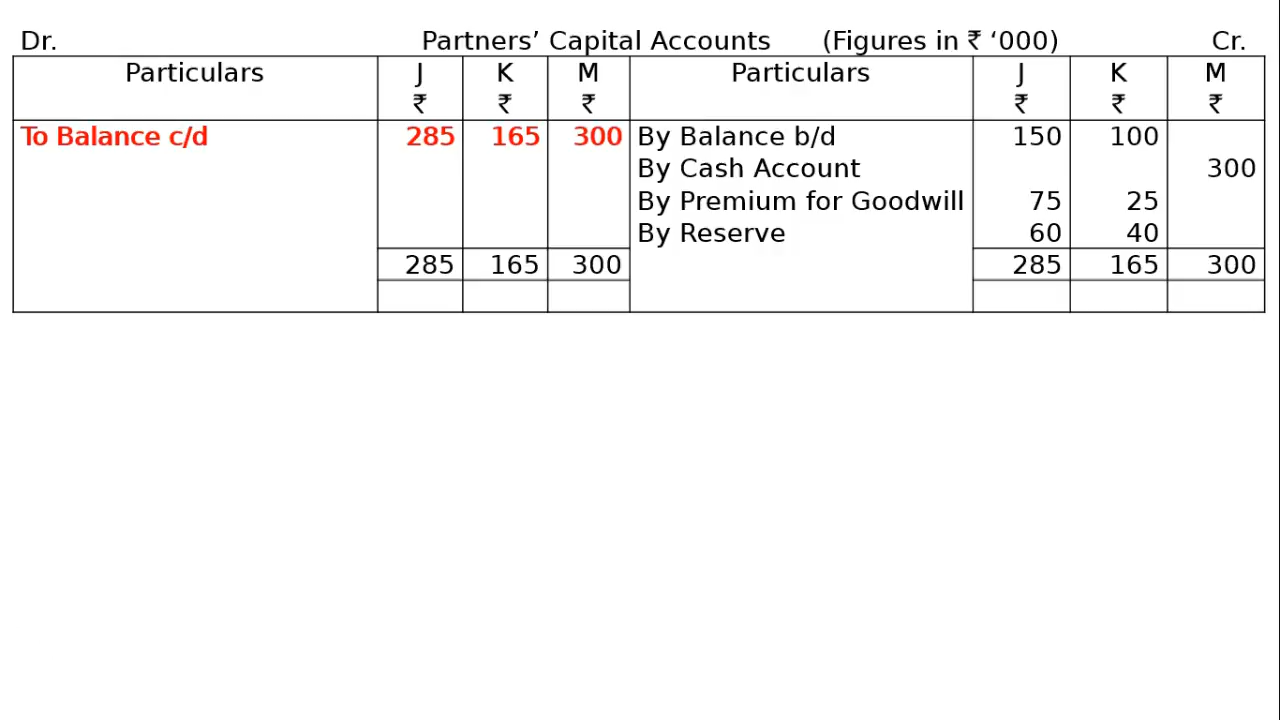 Dr. Partners’ Capital Accounts (Figures in ₹ ‘000) Cr.
Particulars J K M Particulars J K M
₹ ₹ ₹ ₹ ₹ ₹
To Balance c/d 285 165 300 By Balance b/d 150 100
By Cash Account 300
By Premium for Goodwill 75 25
By Reserve 60 40
285 165 300 285 165 300